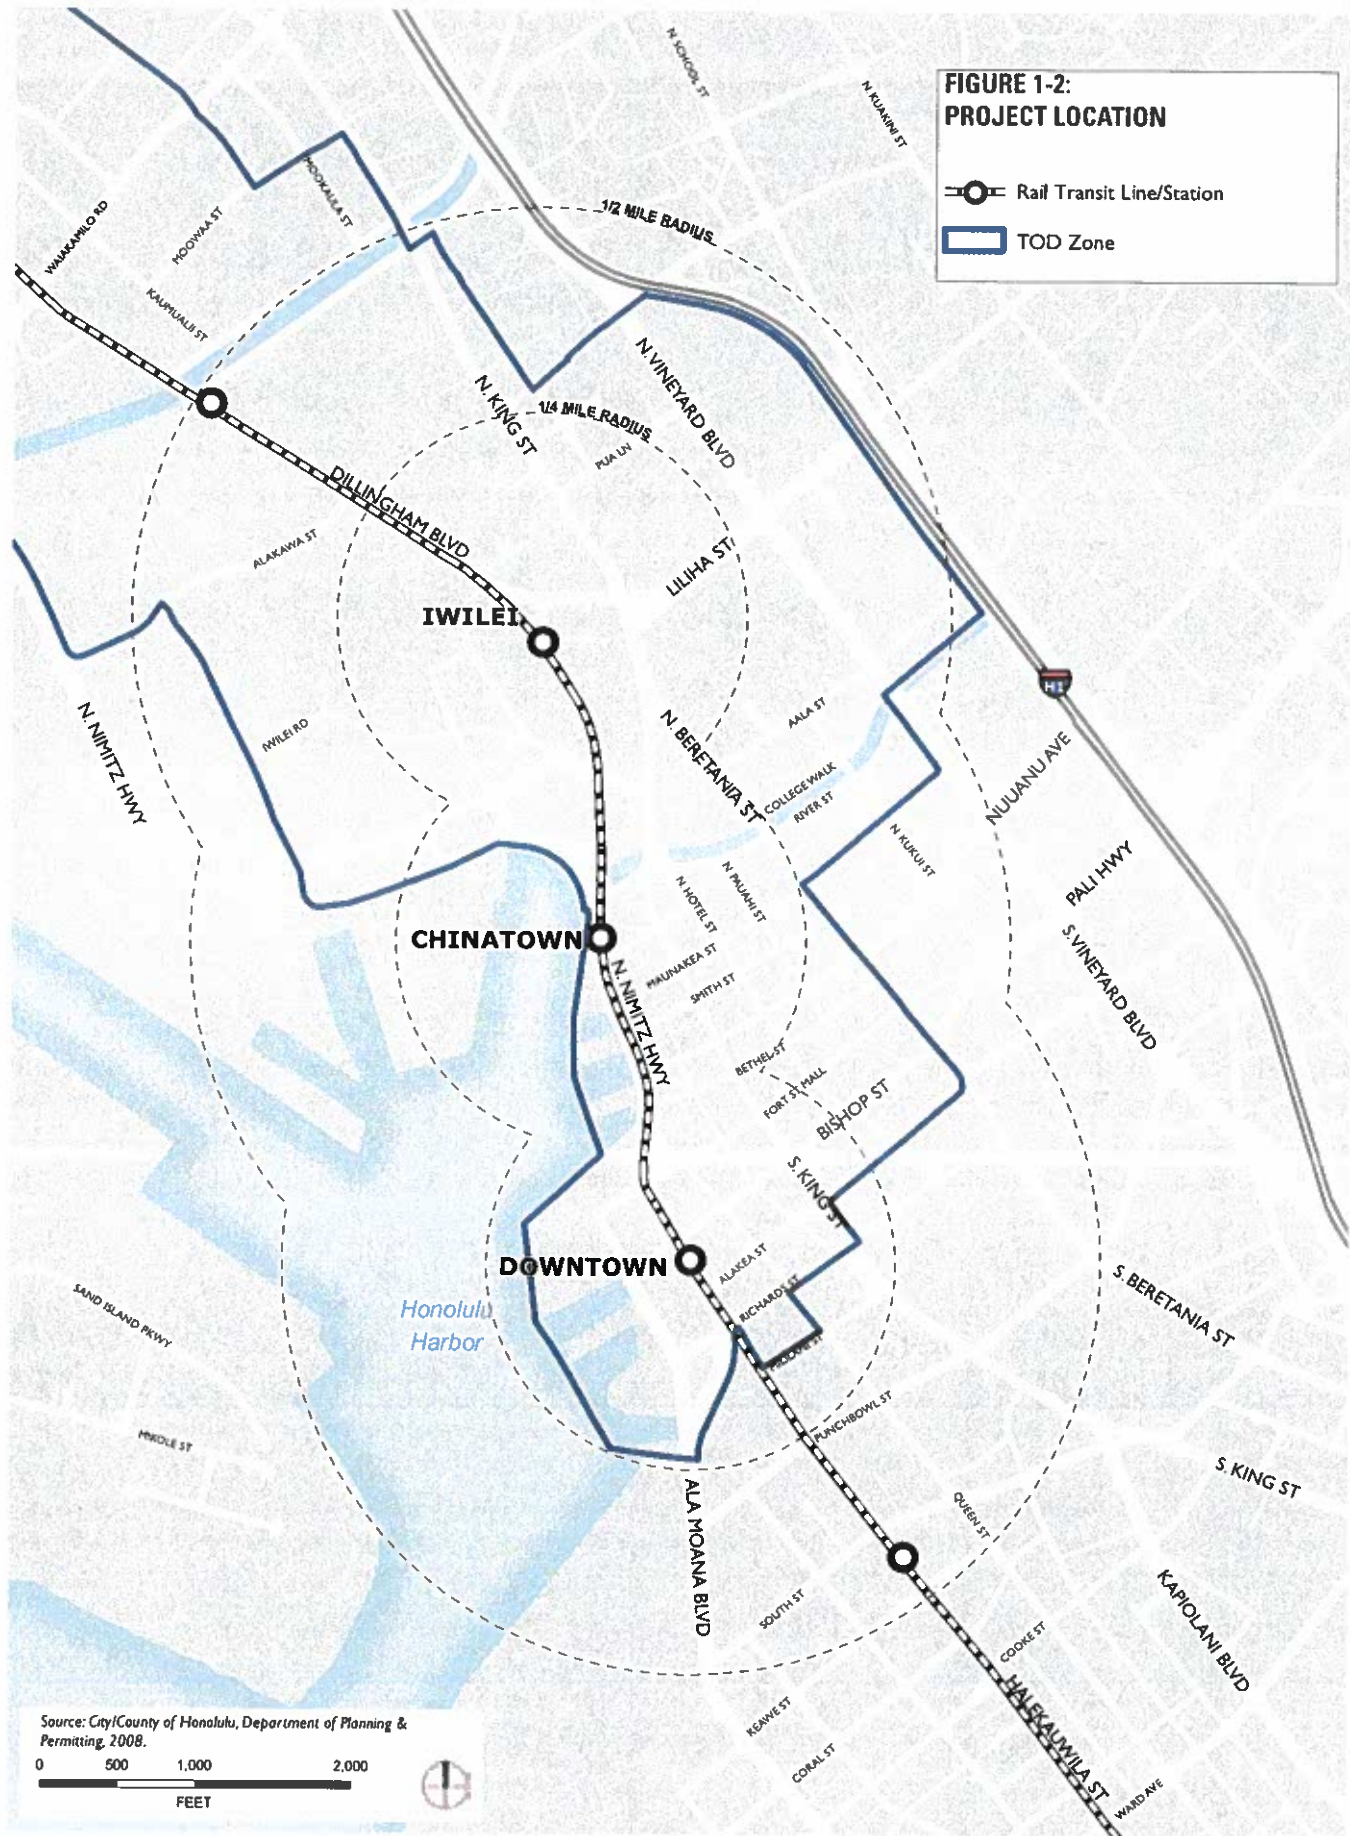 FIGURE 1-2:
PROJECT LOCATION
Rail Transit Line/Station
TOD Zone
N SCHOOL ST
N KUAKINI ST
1/2 MILE RADIUS
MOOKAULA ST
WAIAKAMILO RD
MOOWAA ST
KAUMUALII ST
N. VINEYARD BLVD
N. KING ST
1/4 MILE RADIUS
PUA LN
DILLINGHAM BLVD
ALAKAWA ST
LILIHA ST
IWILEI
H1
N. NIMITZ HWY
IWILEI RD
N. BERETANIA ST
AALA ST
COLLEGE WALK
RIVER ST
NUUANU AVE
N KUKUI ST
PALI HWY
N PAUAHI ST
N HOTEL ST
CHINATOWN
MAUNAKEA ST
SMITH ST
S. VINEYARD BLVD
N. NIMITZ HWY
BETHEL ST
FORT ST MALL
BISHOP ST
S. KING ST
DOWNTOWN
ALAKEA ST
RICHARDS ST
S. BERETANIA ST
SAND ISLAND PKWY
Honolulu
Harbor
PUNCHBOWL ST
MIKOLE ST
S. KING ST
QUEEN ST
ALA MOANA BLVD
SOUTH ST
KAPIOLANI BLVD
COOKE ST
HALEKAUWILA ST
KEAWE ST
CORAL ST
WARD AVE
Source: City/County of Honolulu, Department of Planning &
Permitting, 2008.
0 500 1,000 2,000
FEET